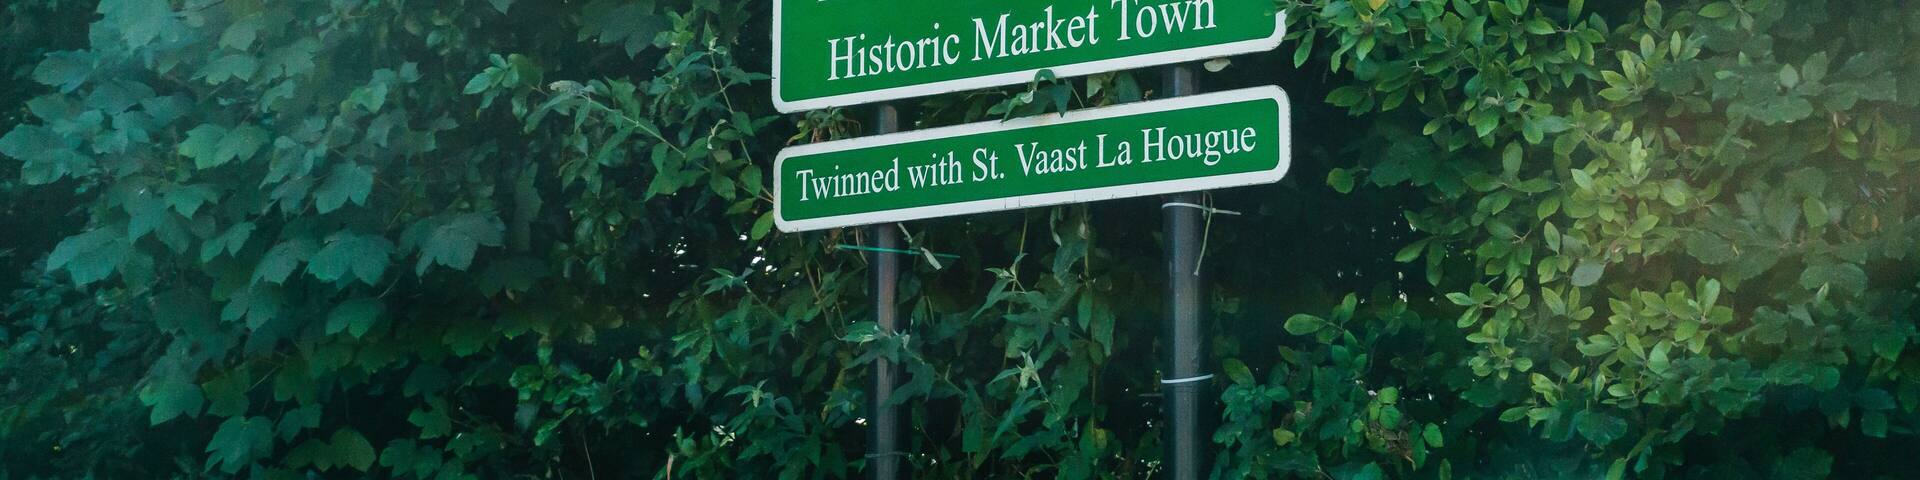 Historic Market Town
Twinned with St. Vaast La Hougue